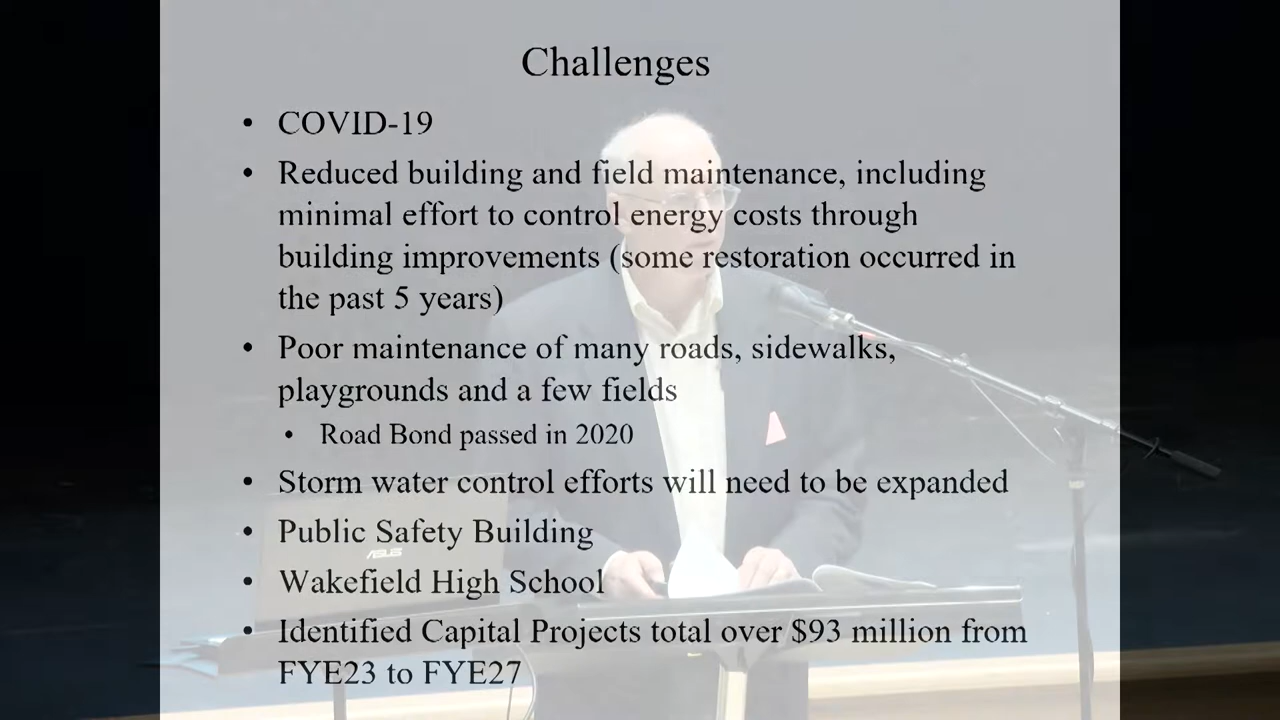 Challenges
• COVID-19
• Reduced building and field maintenance, including
minimal effort to control energy costs through
building improvements (some restoration occurred in
the past 5 years)
• Poor maintenance of many roads, sidewalks,
playgrounds and a few fields
• Road Bond passed in 2020
• Storm water control efforts will need to be expanded
• Public Safety Building
ASUS
• Wakefield High School
• Identified Capital Projects total over $93 million from
FYE23 to FYE27